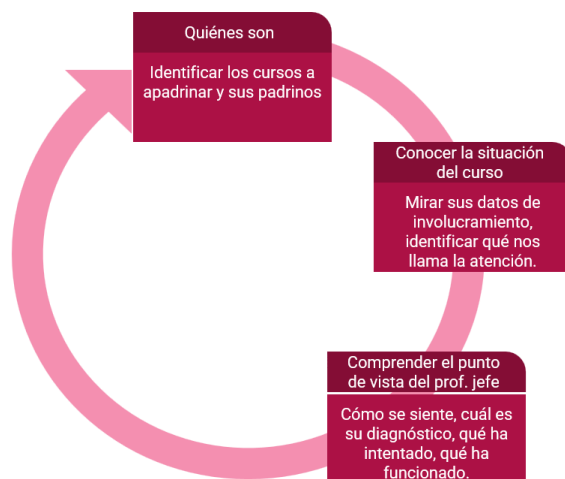 Quiénes son
Identificar los cursos a
apadrinar y sus padrinos
Conocer la situación
del curso
Mirar sus datos de
involucramiento,
identificar qué nos
llama la atención.
Comprender el punto
de vista del prof. jefe
Cómo se siente, cuál es
su diagnóstico, qué ha
intentado, qué ha
funcionado.